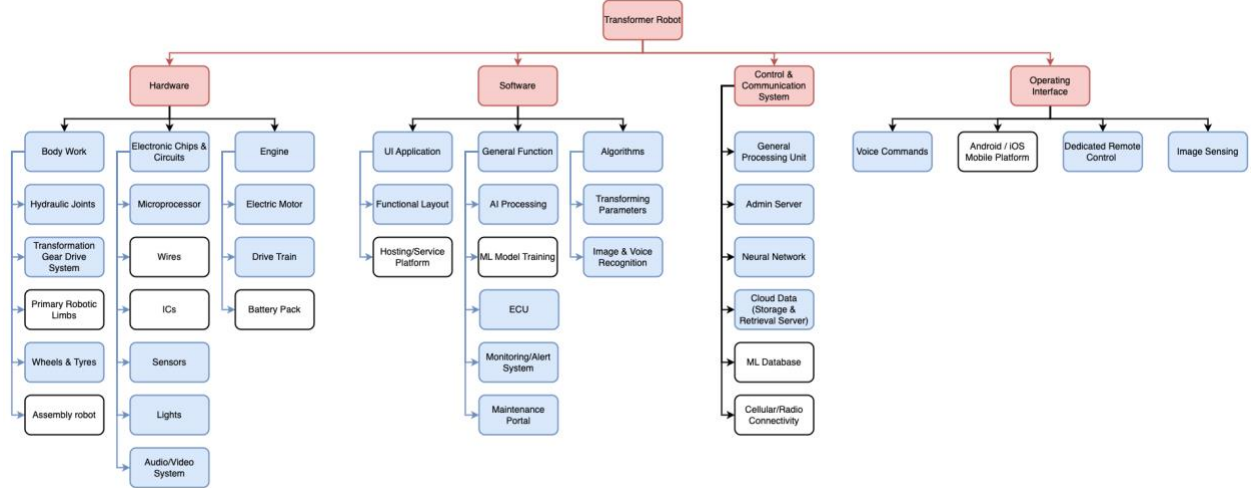 Transformer Robot
Hardware
Software
Control &
Communication
System
Operating
Interface
Body Work
Electronic Chips &
Circuits
Engine
UI Application
General Function
Algorithms
General
Processing Unit
Voice Commands
Android / iOS
Mobile Platform
Dedicated Remote
Control
Image Sensing
Hydraulic Joints
Microprocessor
Electric Motor
Functional Layout
AI Processing
Transforming
Parameters
Admin Server
Transformation
Gear Drive
System
Wires
Drive Train
Hosting/Service
Platform
ML Model Training
Image & Voice
Recognition
Neural Network
Primary Robotic
Limbs
ICs
Battery Pack
ECU
Cloud Data
(Storage &
Retrieval Server)
Wheels & Tyres
Sensors
Monitoring/Alert
System
ML Database
Assembly robot
Lights
Maintenance
Portal
Cellular/Radio
Connectivity
Audio/Video
System